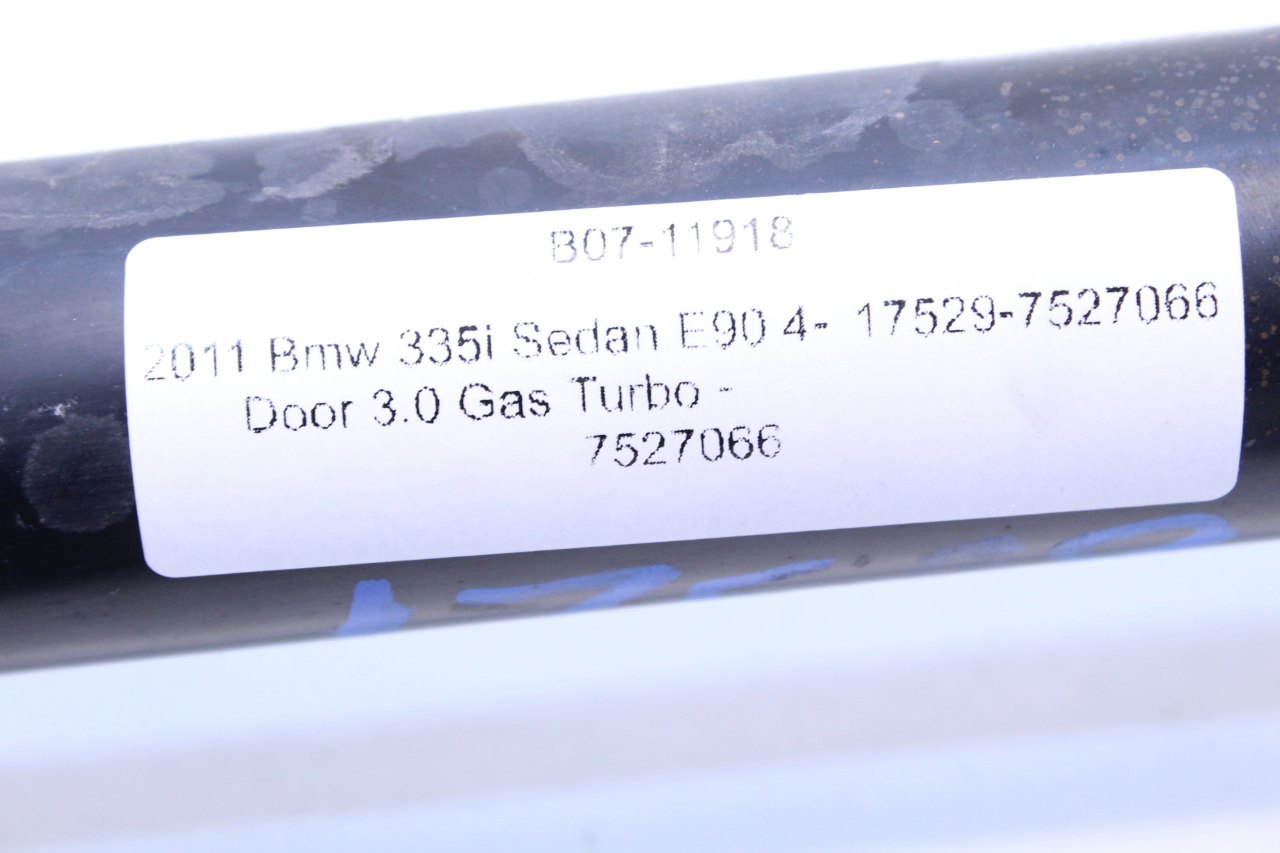 B07-11918
2011 Bmw 335i Sedan E90 4- 17529-7527066
Door 3.0 Gas Turbo -
7527066